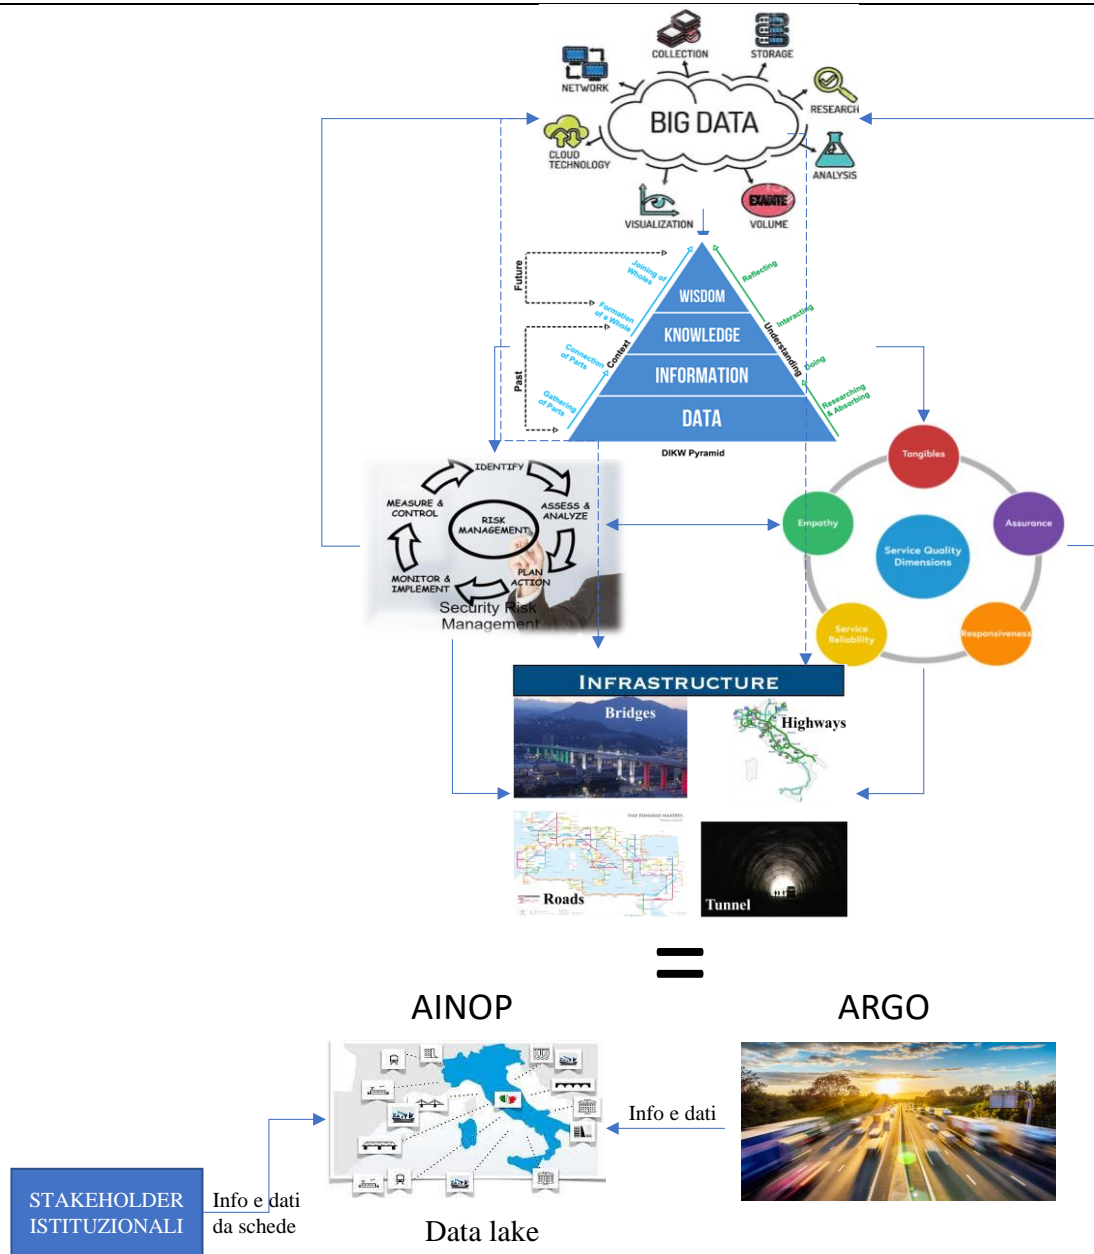 COLLECTION
STORAGE
NETWORK
RESEARCH
BIG DATA
CLOUD
TECHNOLOGY
ANALYSIS
EXABITE
VISUALIZATION
VOLUME
Future
Joining of
Wholes
Reflecting
WISDOM
Formation
of a Whole
Interacting
KNOWLEDGE
Context
Understanding
Past
Connection
of Parts
Doing
INFORMATION
Gathering
of Parts
Researching
& Absorbing
DATA
DIKW Pyramid
IDENTIFY
MEASURE &
CONTROL
ASSESS &
ANALYZE
RISK
MANAGEMENT
PLAN
ACTION
MONITOR &
IMPLEMENT
Security Risk
Management
Tangibles
Empathy
Assurance
Service Quality
Dimensions
Service
Reliability
Responsiveness
INFRASTRUCTURE
Bridges
Highways
VIAE ROMANAE MAIORES
Roads
Tunnel
=
AINOP
ARGO
Info e dati
STAKEHOLDER
ISTITUZIONALI
Info e dati
da schede
Data lake